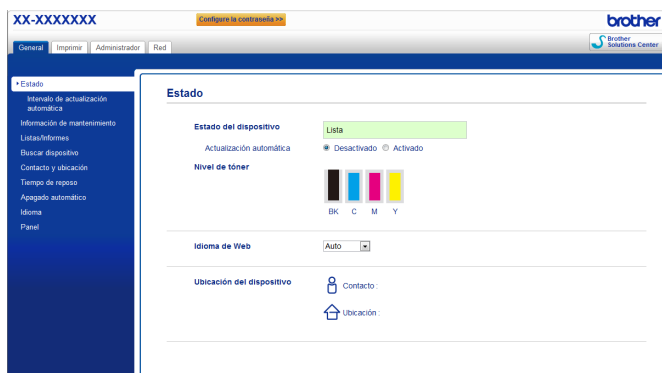 XX-XXXXXXX
Configure la contraseña >>
brother
General Imprimir Administrador Red
Brother
Solutions Center
Estado
Intervalo de actualización
automática
Información de mantenimiento
Listas/Informes
Buscar dispositivo
Contacto y ubicación
Tiempo de reposo
Apagado automático
Idioma
Panel
Estado
Estado del dispositivo
Lista
Actualización automática
Desactivado Activado
Nivel de tóner
BK C M Y
Idioma de Web
Auto
Ubicación del dispositivo
Contacto :
Ubicación :